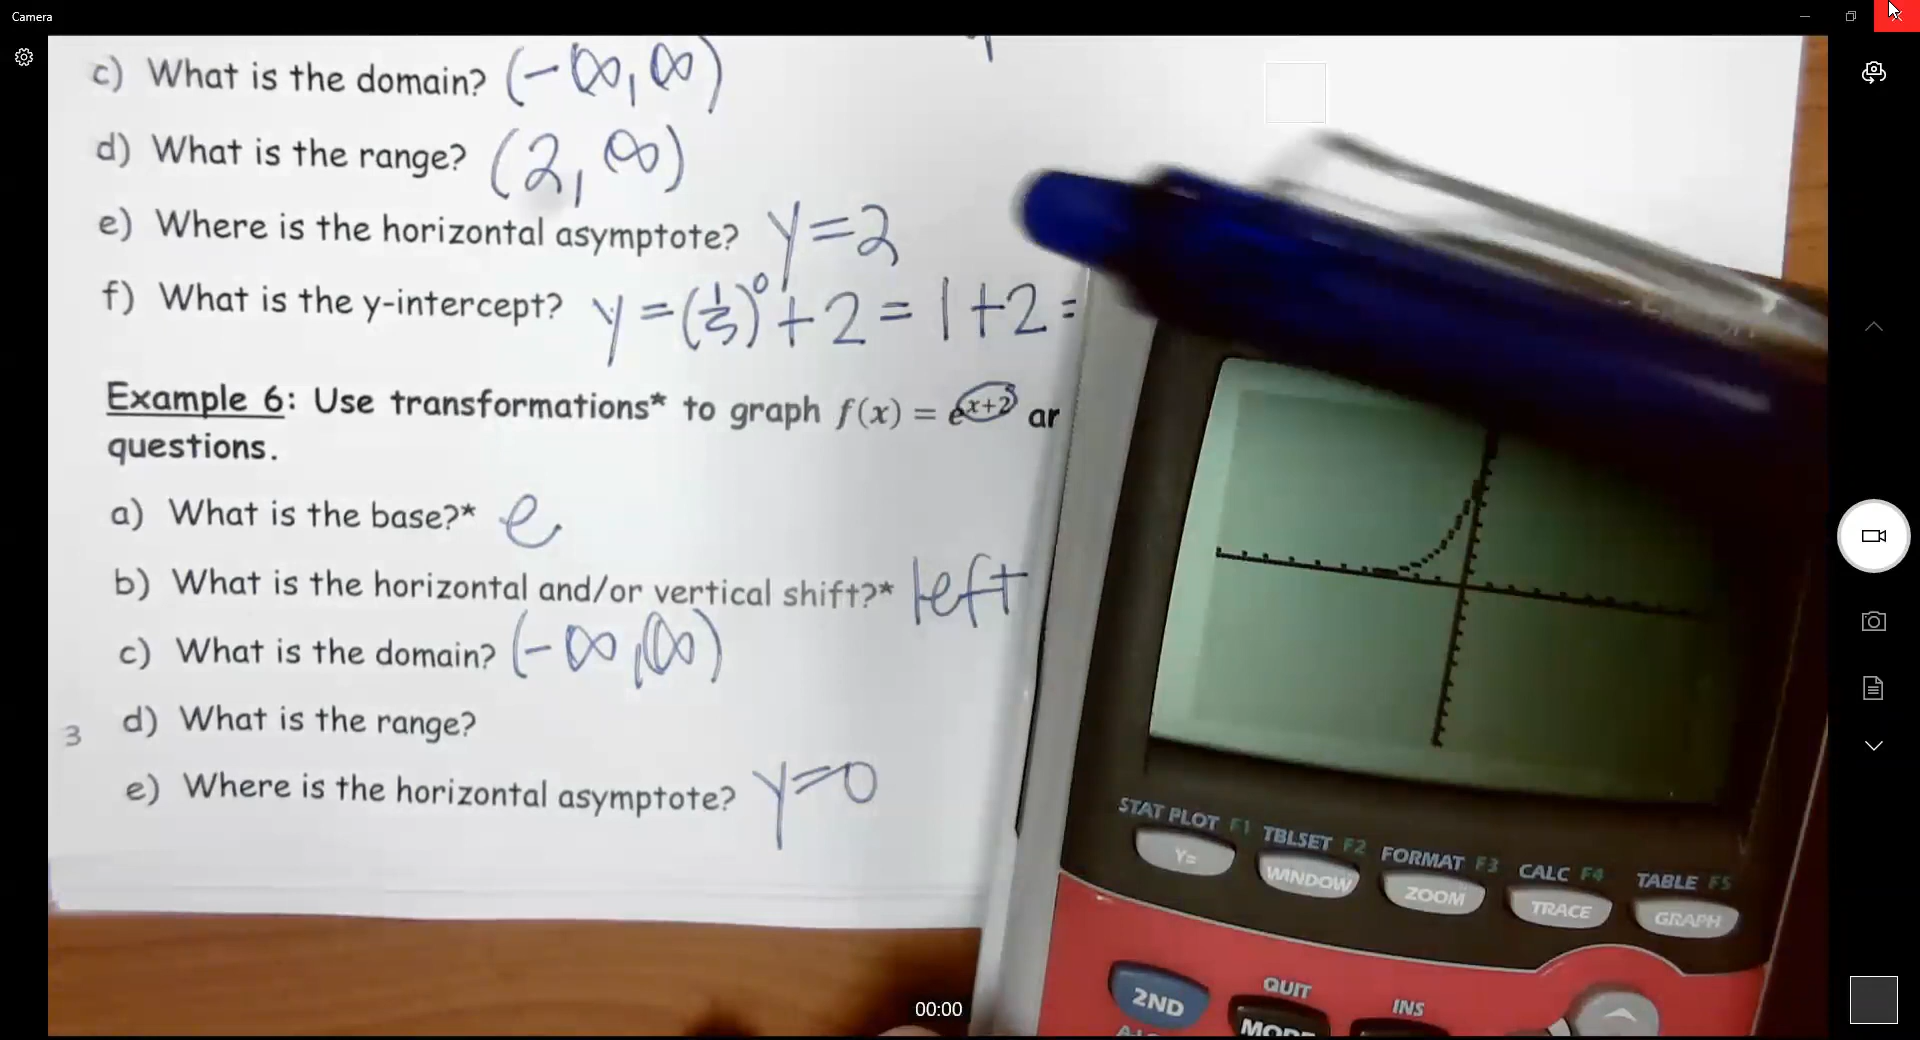 Camera
c) What is the domain? (-∞, ∞)
d) What is the range? (2, ∞)
e) Where is the horizontal asymptote? y=2
f) What is the y-intercept? y = (1/3)^0 + 2 = 1+2 =
Example 6: Use transformations* to graph f(x) = e^{x+2} ar
questions.
a) What is the base?* e
b) What is the horizontal and/or vertical shift?* left
c) What is the domain? (-∞, ∞)
d) What is the range?
3
e) Where is the horizontal asymptote? y=0
STAT PLOT F1 TBLSET F2 FORMAT F3 CALC F4 TABLE F5
Y= WINDOW ZOOM TRACE GRAPH
QUIT INS
2ND
00:00